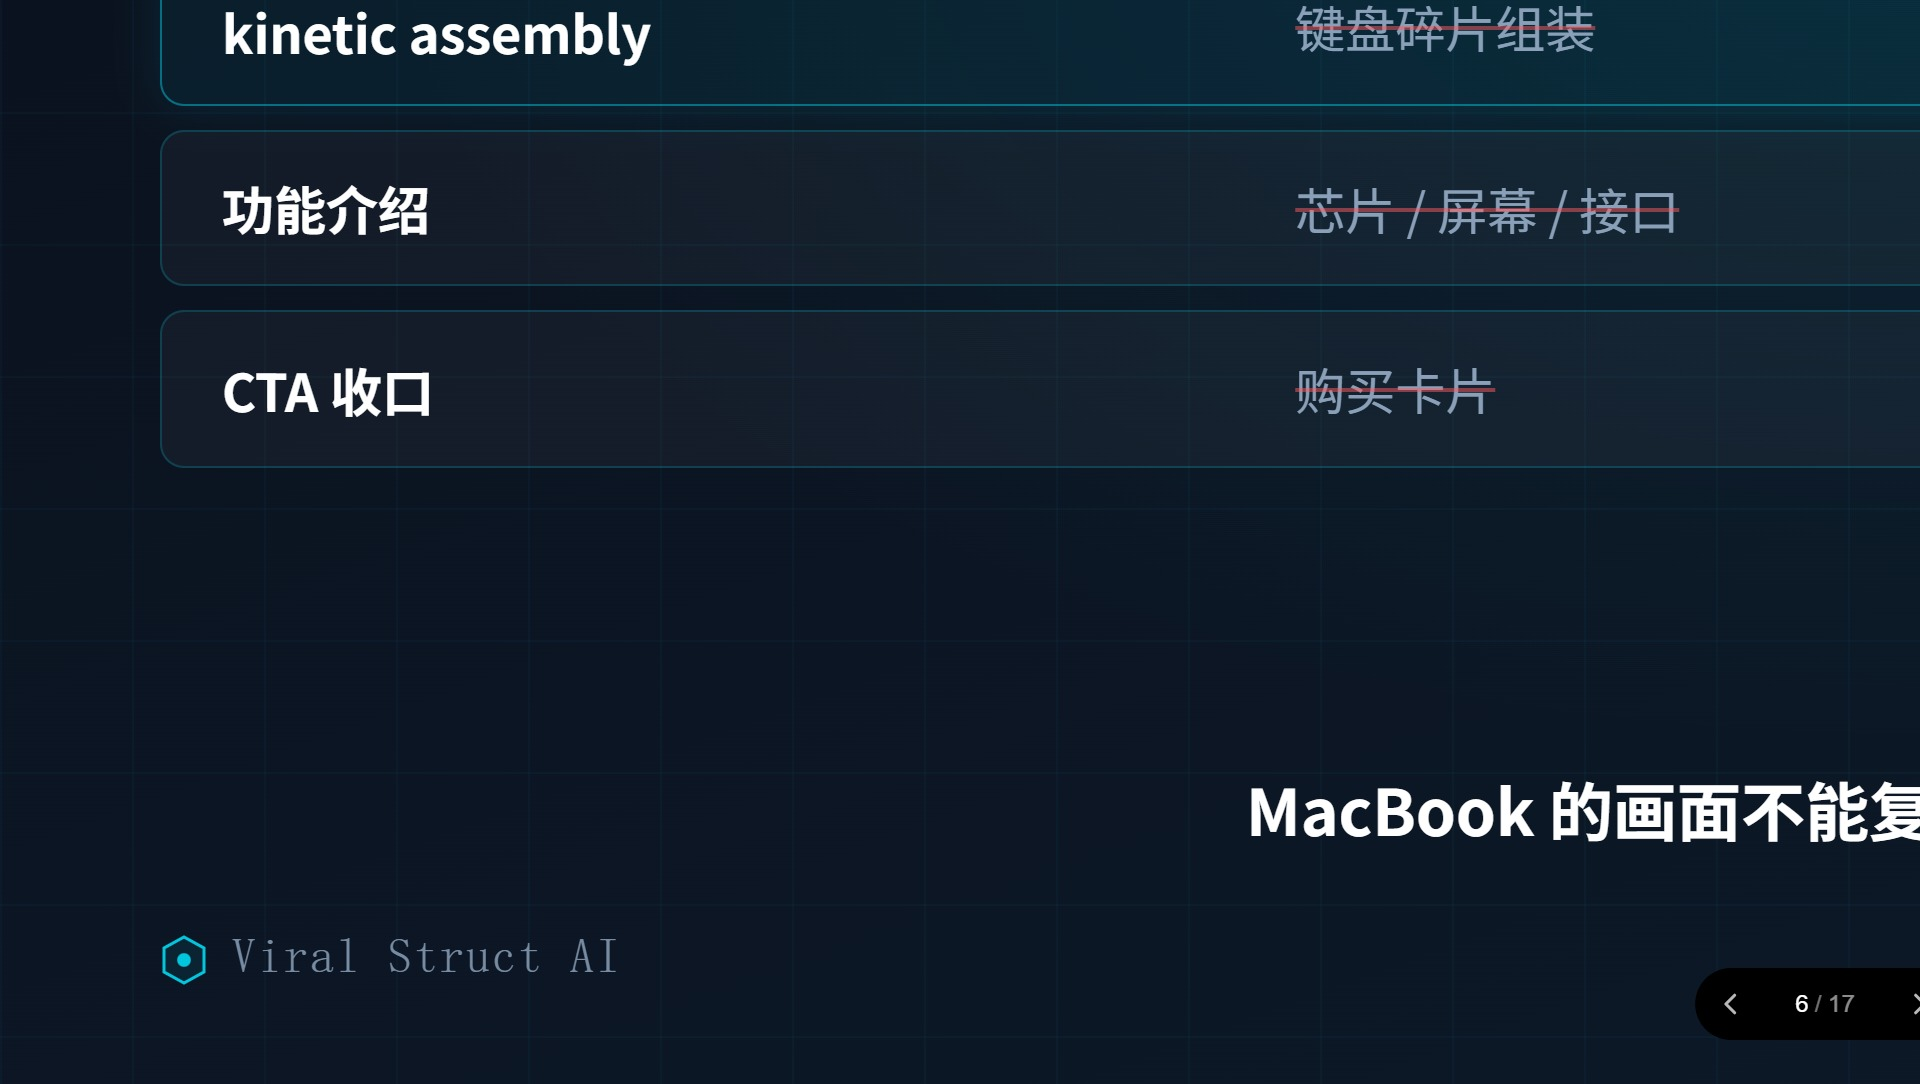 kinetic assembly
键盘碎片组装
功能介绍
芯片 / 屏幕 / 接口
CTA 收口
购买卡片
MacBook 的画面不能复
Viral Struct AI
6 / 17